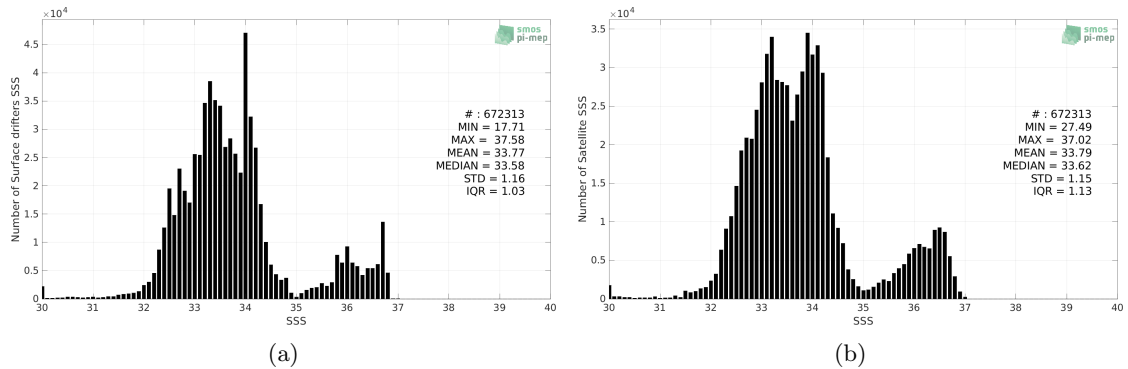 ×10^4
smos
pi-mep
4.5
4
3.5
3
2.5
2
1.5
1
0.5
0
Number of Surface drifters SSS
# : 672313
MIN = 17.71
MAX = 37.58
MEAN = 33.77
MEDIAN = 33.58
STD = 1.16
IQR = 1.03
30 31 32 33 34 35 36 37 38 39 40
SSS
(a)
×10^4
smos
pi-mep
3.5
3
2.5
2
1.5
1
0.5
0
Number of Satellite SSS
# : 672313
MIN = 27.49
MAX = 37.02
MEAN = 33.79
MEDIAN = 33.62
STD = 1.15
IQR = 1.13
30 31 32 33 34 35 36 37 38 39 40
SSS
(b)